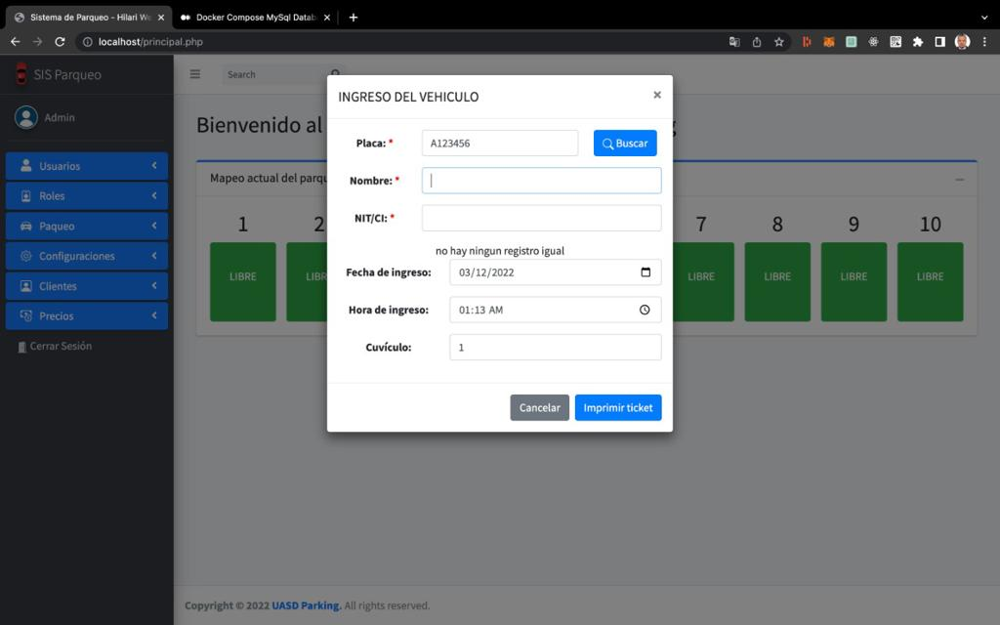 Sistema de Parqueo - Hilari We
Docker Compose MySql Datab
localhost/principal.php
SIS Parqueo
Search
Admin
Usuarios
Roles
Paqueo
Configuraciones
Clientes
Precios
Cerrar Sesión
Bienvenido al
Mapeo actual del parqu
1 2 7 8 9 10
LIBRE LIBR LIBRE LIBRE LIBRE LIBRE
INGRESO DEL VEHICULO ×
Placa: * A123456 Buscar
Nombre: *
NIT/CI: *
no hay ningun registro igual
Fecha de ingreso: 03/12/2022
Hora de ingreso: 01:13 AM
Cuvículo: 1
Cancelar Imprimir ticket
Copyright © 2022 UASD Parking. All rights reserved.